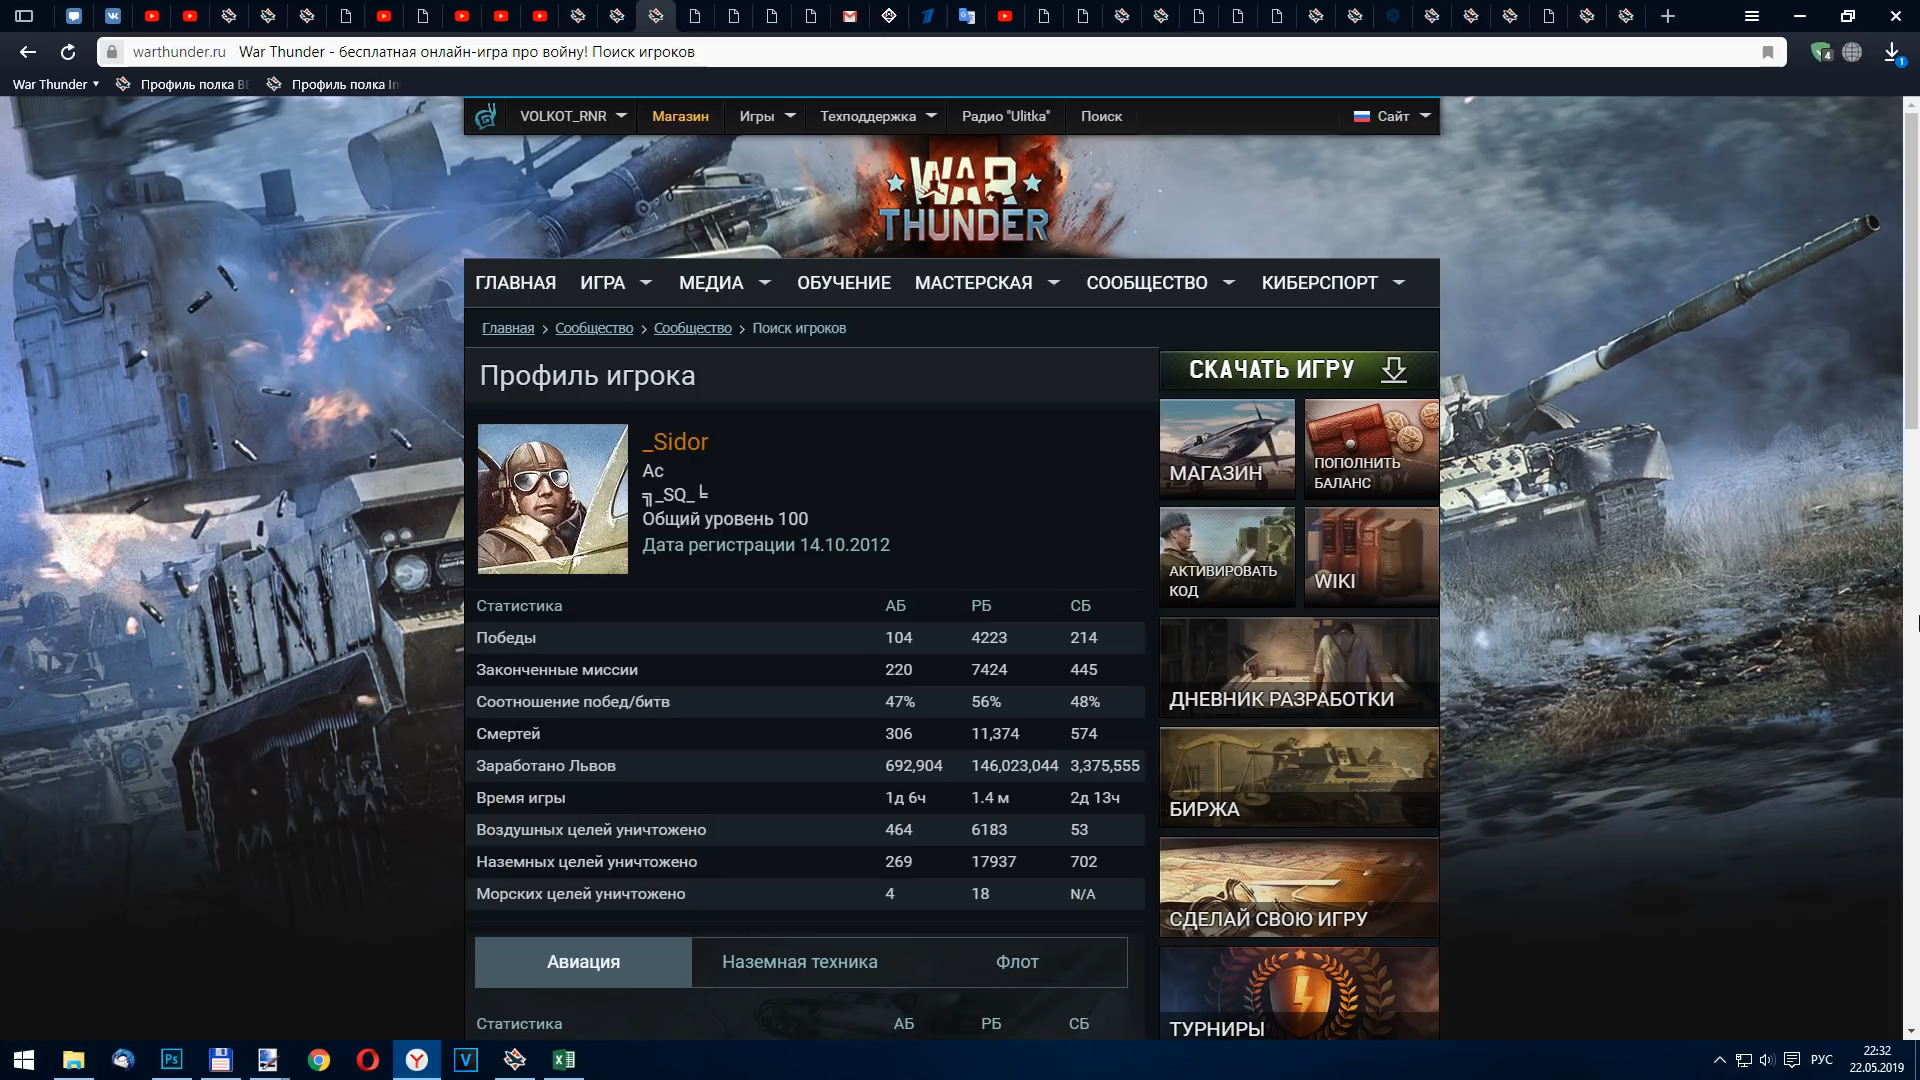 warthunder.ru War Thunder - бесплатная онлайн-игра про войну! Поиск игроков
4
1
War Thunder
Профиль полка
Профиль полка
VOLKOT_RNR Магазин Игры Техподдержка Радио "Ulitka" Поиск Сайт
WAR
THUNDER
ГЛАВНАЯ ИГРА МЕДИА ОБУЧЕНИЕ МАСТЕРСКАЯ СООБЩЕСТВО КИБЕРСПОРТ
Главная > Сообщество > Сообщество > Поиск игроков
Профиль игрока
_Sidor
Ас
╗_SQ_╘
Общий уровень 100
Дата регистрации 14.10.2012
Статистика АБ РБ СБ
Победы 104 4223 214
Законченные миссии 220 7424 445
Соотношение побед/битв 47% 56% 48%
Смертей 306 11,374 574
Заработано Львов 692,904 146,023,044 3,375,555
Время игры 1д 6ч 1.4 м 2д 13ч
Воздушных целей уничтожено 464 6183 53
Наземных целей уничтожено 269 17937 702
Морских целей уничтожено 4 18 N/A
Авиация Наземная техника Флот
Статистика АБ РБ СБ
СКАЧАТЬ ИГРУ
МАГАЗИН
ПОПОЛНИТЬ
БАЛАНС
АКТИВИРОВАТЬ
КОД
WIKI
ДНЕВНИК РАЗРАБОТКИ
БИРЖА
СДЕЛАЙ СВОЮ ИГРУ
ТУРНИРЫ
Ps
Y
V
РУС
22:32
22.05.2019